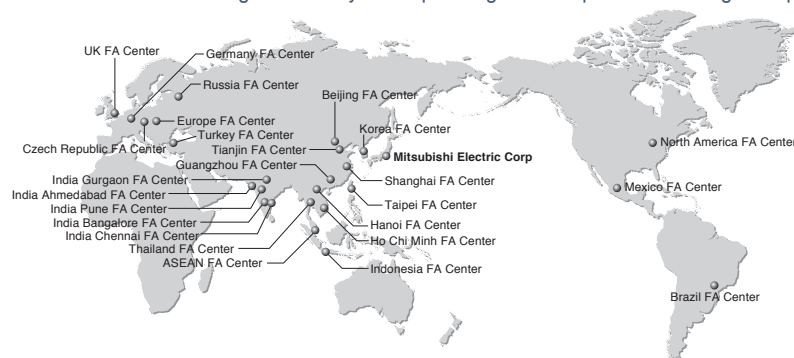 UK FA Center
Germany FA Center
Russia FA Center
Beijing FA Center
Europe FA Center
Korea FA Center
Turkey FA Center
North America FA Center
Czech Republic FA Center
Tianjin FA Center
Mitsubishi Electric Corp
Guangzhou FA Center
India Gurgaon FA Center
Shanghai FA Center
Mexico FA Center
India Ahmedabad FA Center
Taipei FA Center
India Pune FA Center
India Bangalore FA Center
Hanoi FA Center
India Chennai FA Center
Ho Chi Minh FA Center
Thailand FA Center
ASEAN FA Center
Indonesia FA Center
Brazil FA Center